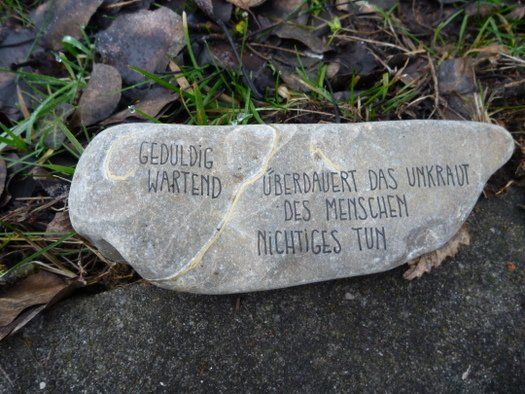 GEDULDiG
WARTEND
ÜBERDAUERT DAS UNKRAUT
DES MENSCHEN
NiCHTiGES TUN